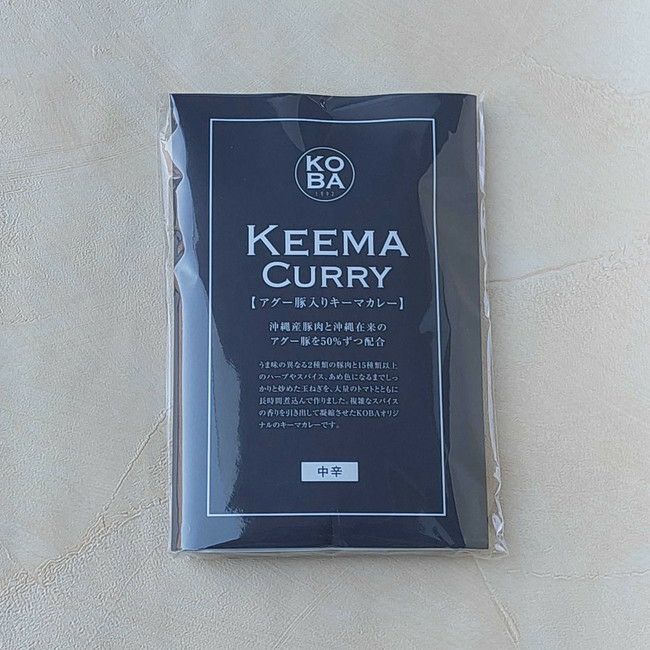 KO
BA
1992
KEEMA
CURRY
【アグー豚入りキーマカレー】
沖縄産豚肉と沖縄在来の
アグー豚を50%ずつ配合
うま味の異なる2種類の豚肉と15種類以上
のハーブやスパイス、あめ色になるまでしっ
かりと炒めた玉ねぎを、大量のトマトとともに
長時間煮込んで作りました。複雑なスパイス
の香りを引き出して凝縮させたKOBAオリジ
ナルのキーマカレーです。
中辛